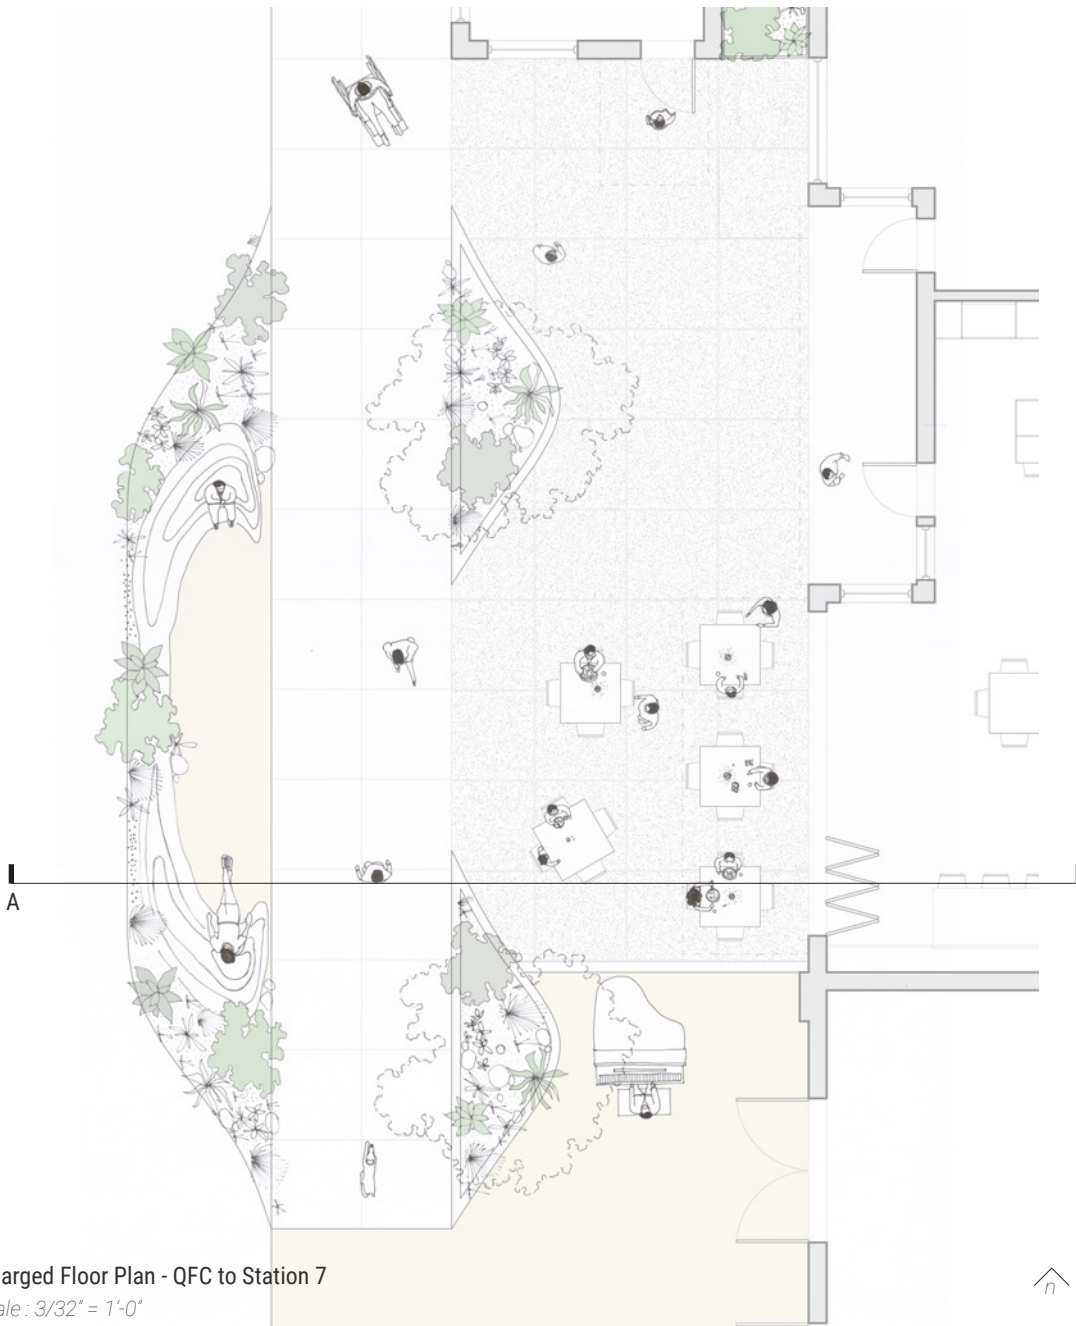 A
arged Floor Plan - QFC to Station 7
ale : 3/32" = 1'-0"
n